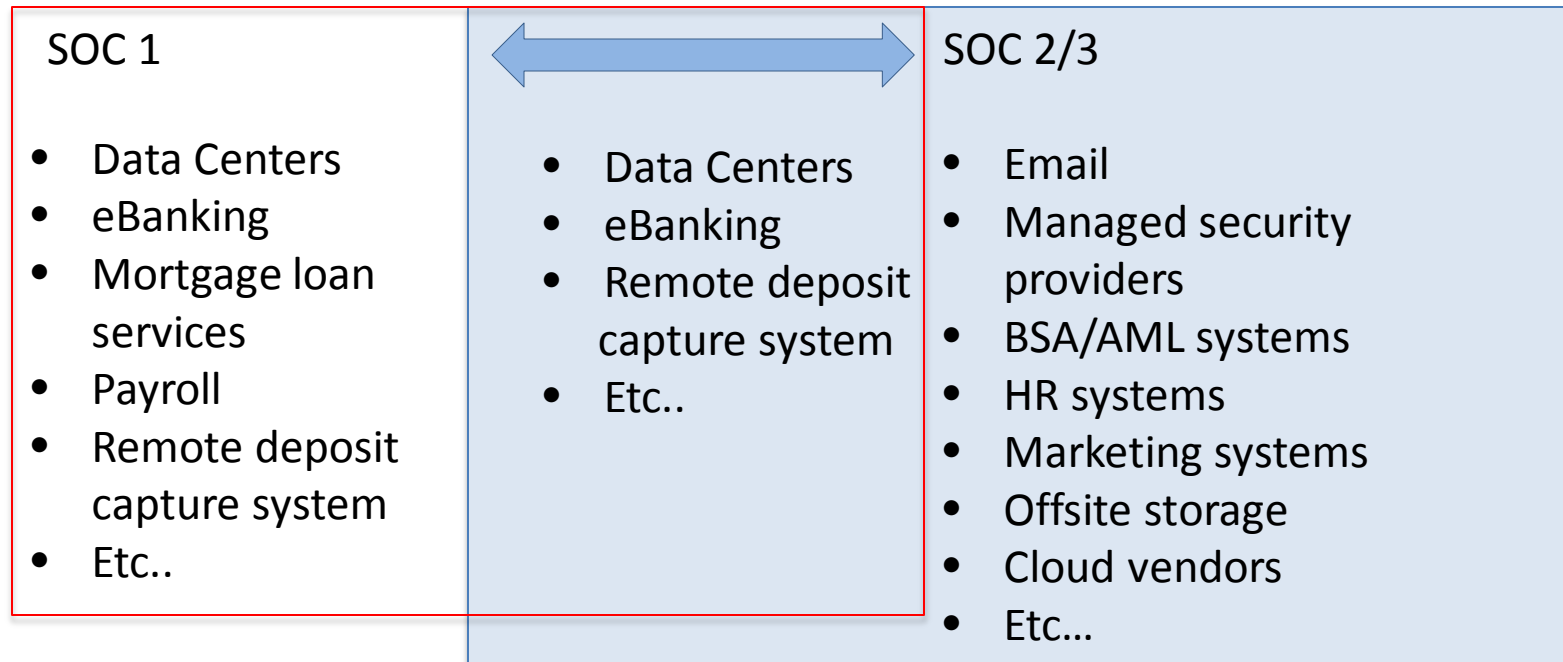 SOC 1
• Data Centers
• eBanking
• Mortgage loan
services
• Payroll
• Remote deposit
capture system
• Etc..
• Data Centers
• eBanking
• Remote deposit
capture system
• Etc..
SOC 2/3
• Email
• Managed security
providers
• BSA/AML systems
• HR systems
• Marketing systems
• Offsite storage
• Cloud vendors
• Etc…